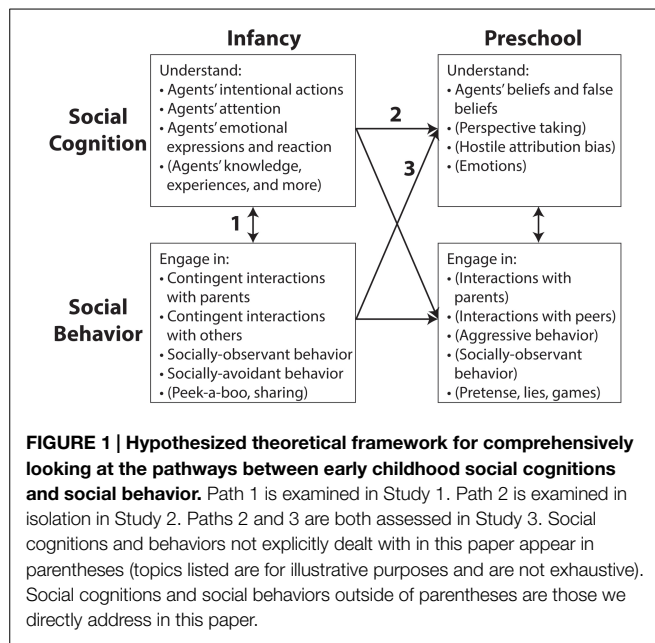 Infancy
Preschool
Social
Cognition
Understand:
• Agents' intentional actions
• Agents' attention
• Agents' emotional
expressions and reaction
• (Agents' knowledge,
experiences, and more)
2
3
Understand:
• Agents' beliefs and false
beliefs
• (Perspective taking)
• (Hostile attribution bias)
• (Emotions)
1
Social
Behavior
Engage in:
• Contingent interactions
with parents
• Contingent interactions
with others
• Socially-observant behavior
• Socially-avoidant behavior
• (Peek-a-boo, sharing)
Engage in:
• (Interactions with
parents)
• (Interactions with peers)
• (Aggressive behavior)
• (Socially-observant
behavior)
• (Pretense, lies, games)
FIGURE 1 | Hypothesized theoretical framework for comprehensively
looking at the pathways between early childhood social cognitions
and social behavior. Path 1 is examined in Study 1. Path 2 is examined in
isolation in Study 2. Paths 2 and 3 are both assessed in Study 3. Social
cognitions and behaviors not explicitly dealt with in this paper appear in
parentheses (topics listed are for illustrative purposes and are not exhaustive).
Social cognitions and social behaviors outside of parentheses are those we
directly address in this paper.